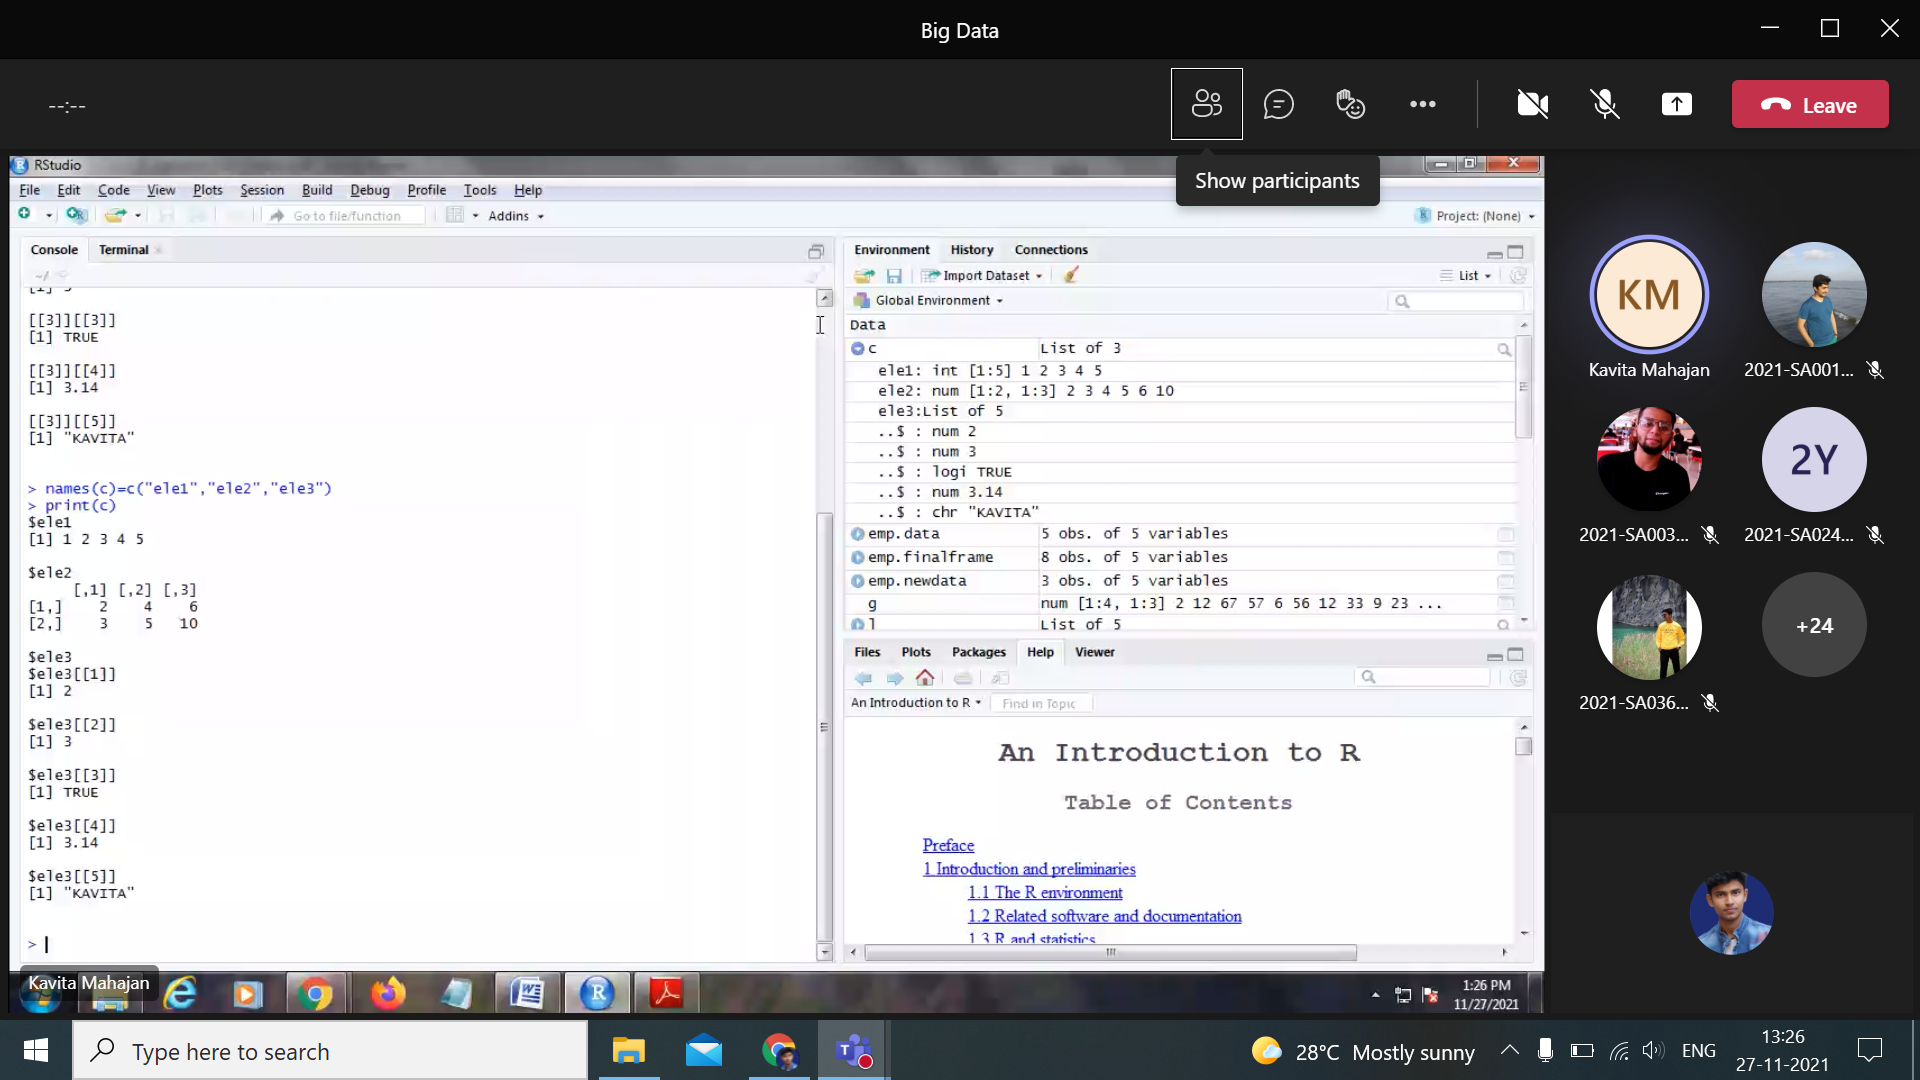 Big Data
--:--
Leave
Show participants
RStudio
File Edit Code View Plots Session Build Debug Profile Tools Help
Go to file/function
Addins
Project: (None)
Console Terminal
[[3]][[3]]
[1] TRUE
[[3]][[4]]
[1] 3.14
[[3]][[5]]
[1] "KAVITA"
> names(c)=c("ele1","ele2","ele3")
> print(c)
$ele1
[1] 1 2 3 4 5
$ele2
[,1] [,2] [,3]
[1,] 2 4 6
[2,] 3 5 10
$ele3
$ele3[[1]]
[1] 2
$ele3[[2]]
[1] 3
$ele3[[3]]
[1] TRUE
$ele3[[4]]
[1] 3.14
$ele3[[5]]
[1] "KAVITA"
>
Environment History Connections
Import Dataset
List
Global Environment
Data
c List of 3
ele1: int [1:5] 1 2 3 4 5
ele2: num [1:2, 1:3] 2 3 4 5 6 10
ele3:List of 5
..$ : num 2
..$ : num 3
..$ : logi TRUE
..$ : num 3.14
..$ : chr "KAVITA"
emp.data 5 obs. of 5 variables
emp.finalframe 8 obs. of 5 variables
emp.newdata 3 obs. of 5 variables
g num [1:4, 1:3] 2 12 67 57 6 56 12 33 9 23 ...
l List of 5
Files Plots Packages Help Viewer
An Introduction to R
Find in Topic
An Introduction to R
Table of Contents
Preface
1 Introduction and preliminaries
1.1 The R environment
1.2 Related software and documentation
1.3 R and statistics
Kavita Mahajan
1:26 PM
11/27/2021
KM
Kavita Mahajan
2021-SA001...
2021-SA003...
2Y
2021-SA024...
2021-SA036...
+24
Type here to search
28°C Mostly sunny
ENG
13:26
27-11-2021